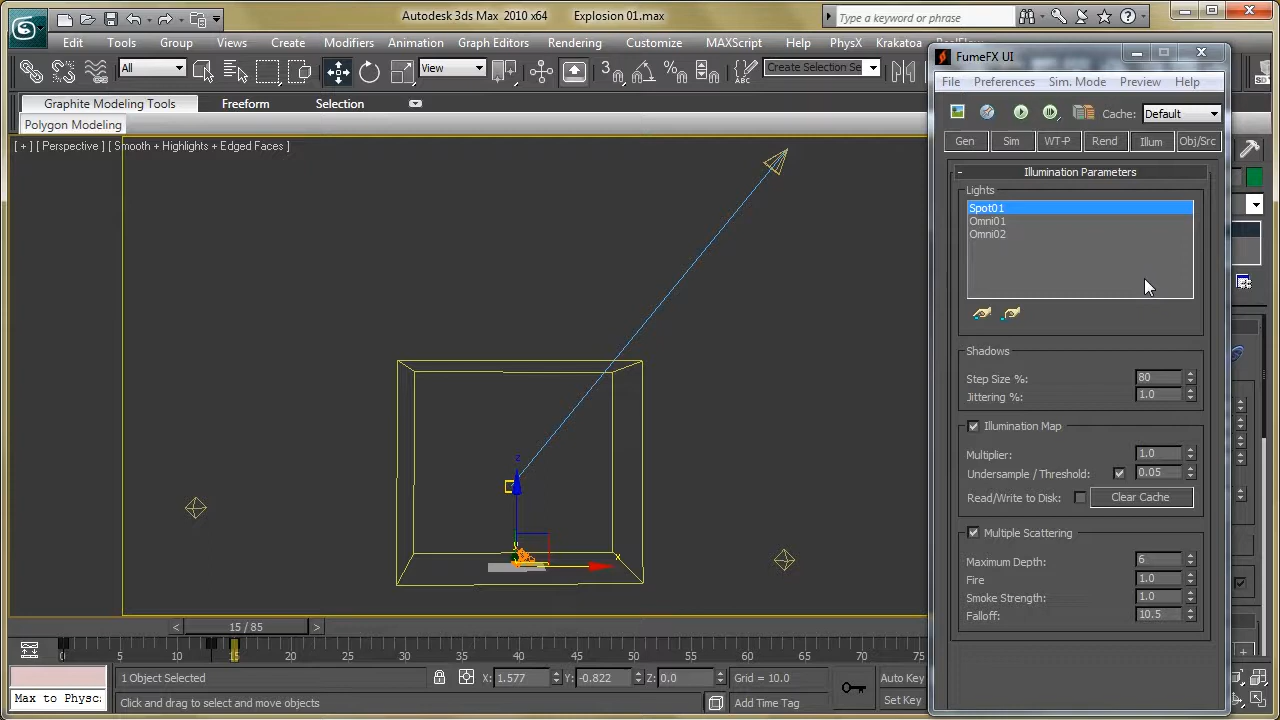 Autodesk 3ds Max 2010 x64 Explosion 01.max
Type a keyword or phrase
Edit Tools Group Views Create Modifiers Animation Graph Editors Rendering Customize MAXScript Help PhysX Krakatoa
All View Create Selection Se
Graphite Modeling Tools Freeform Selection
Polygon Modeling
[ + ] [ Perspective ] [ Smooth + Highlights + Edged Faces ]
FumeFX UI
File Preferences Sim. Mode Preview Help
Cache: Default
Gen Sim WT-P Rend Illum Obj/Src
- Illumination Parameters
Lights
Spot01
Omni01
Omni02
Shadows
Step Size %: 80
Jittering %: 1.0
Illumination Map
Multiplier: 1.0
Undersample / Threshold: 0.05
Read/Write to Disk: Clear Cache
Multiple Scattering
Maximum Depth: 6
Fire 1.0
Smoke Strength: 1.0
Falloff: 10.5
z
y
x
< 15 / 85 >
0 5 10 15 20 25 30 35 40 45 50 55 60 65 70 75
1 Object Selected X: 1.577 Y: -0.822 Z: 0.0 Grid = 10.0 Auto Key
Max to Physc
Click and drag to select and move objects Add Time Tag Set Key